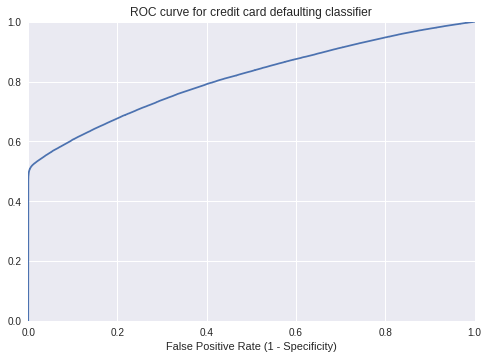 ROC curve for credit card defaulting classifier
1.0
0.8
0.6
0.4
0.2
0.0
0.0 0.2 0.4 0.6 0.8 1.0
False Positive Rate (1 - Specificity)